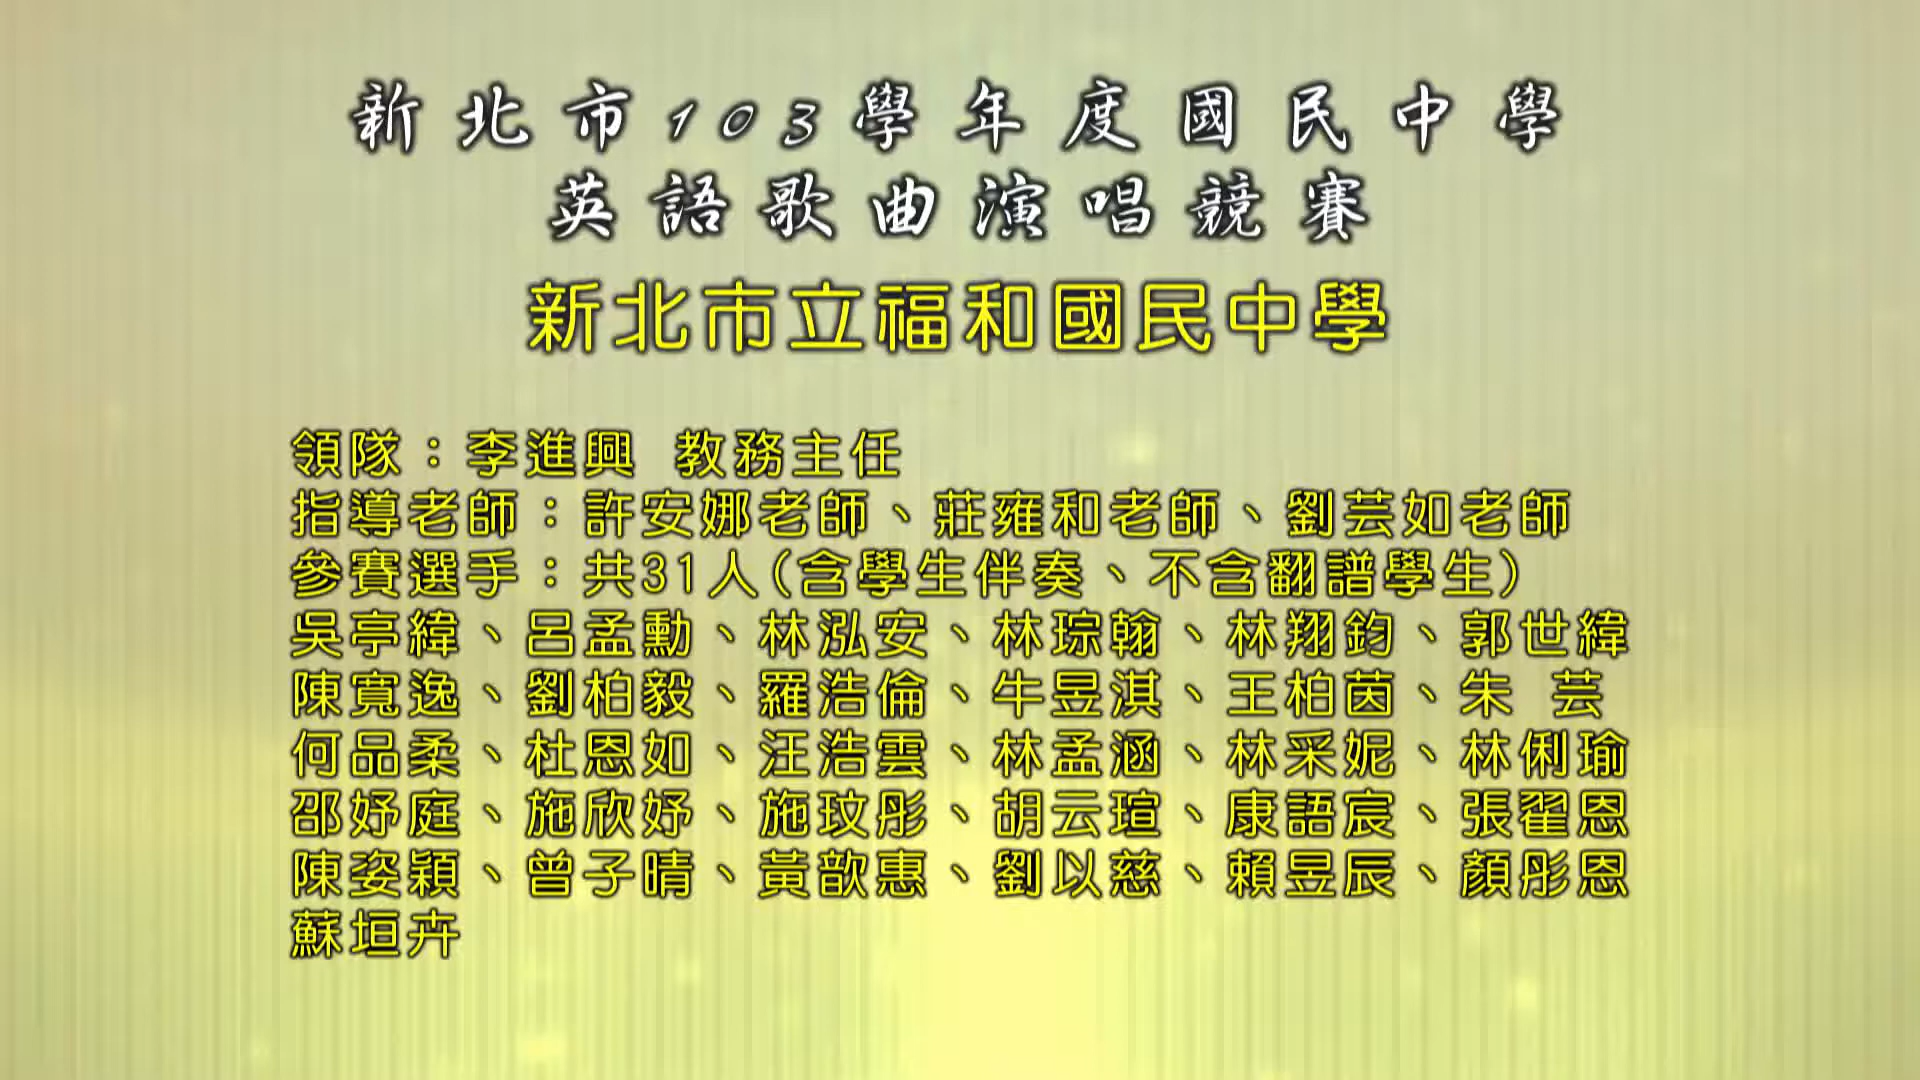 新北市103學年度國民中學
英語歌曲演唱競賽
新北市立福和國民中學
領隊：李進興 教務主任
指導老師：許安娜老師、莊雍和老師、劉芸如老師
參賽選手：共31人(含學生伴奏、不含翻譜學生)
吳亭緯、呂孟勳、林泓安、林琮翰、林翔鈞、郭世緯
陳寬逸、劉柏毅、羅浩倫、牛昱淇、王柏茵、朱 芸
何品柔、杜恩如、汪浩雲、林孟涵、林采妮、林俐瑜
邵妤庭、施欣妤、施玟彤、胡云瑄、康語宸、張翟恩
陳姿穎、曾子晴、黃歆惠、劉以慈、賴昱辰、顏彤恩
蘇垣卉